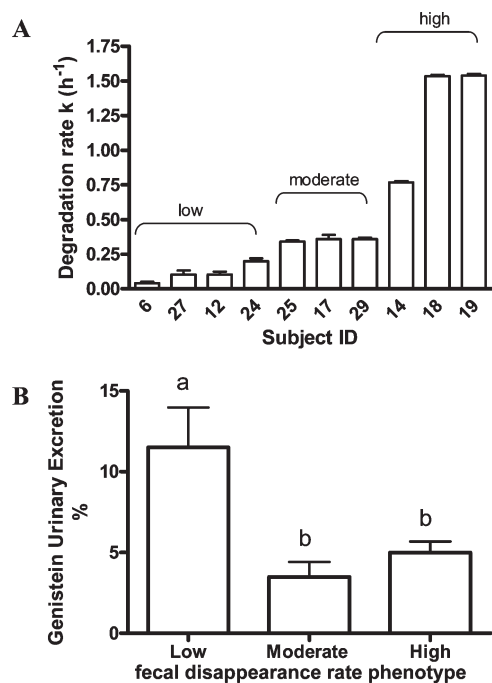 A
Degradation rate k (h⁻¹)
1.75
1.50
1.25
1.00
0.75
0.50
0.25
0.00
low
moderate
high
6 27 12 24 25 17 29 14 18 19
Subject ID
B
Genistein Urinary Excretion
%
15
10
5
0
a
b
b
Low Moderate High
fecal disappearance rate phenotype